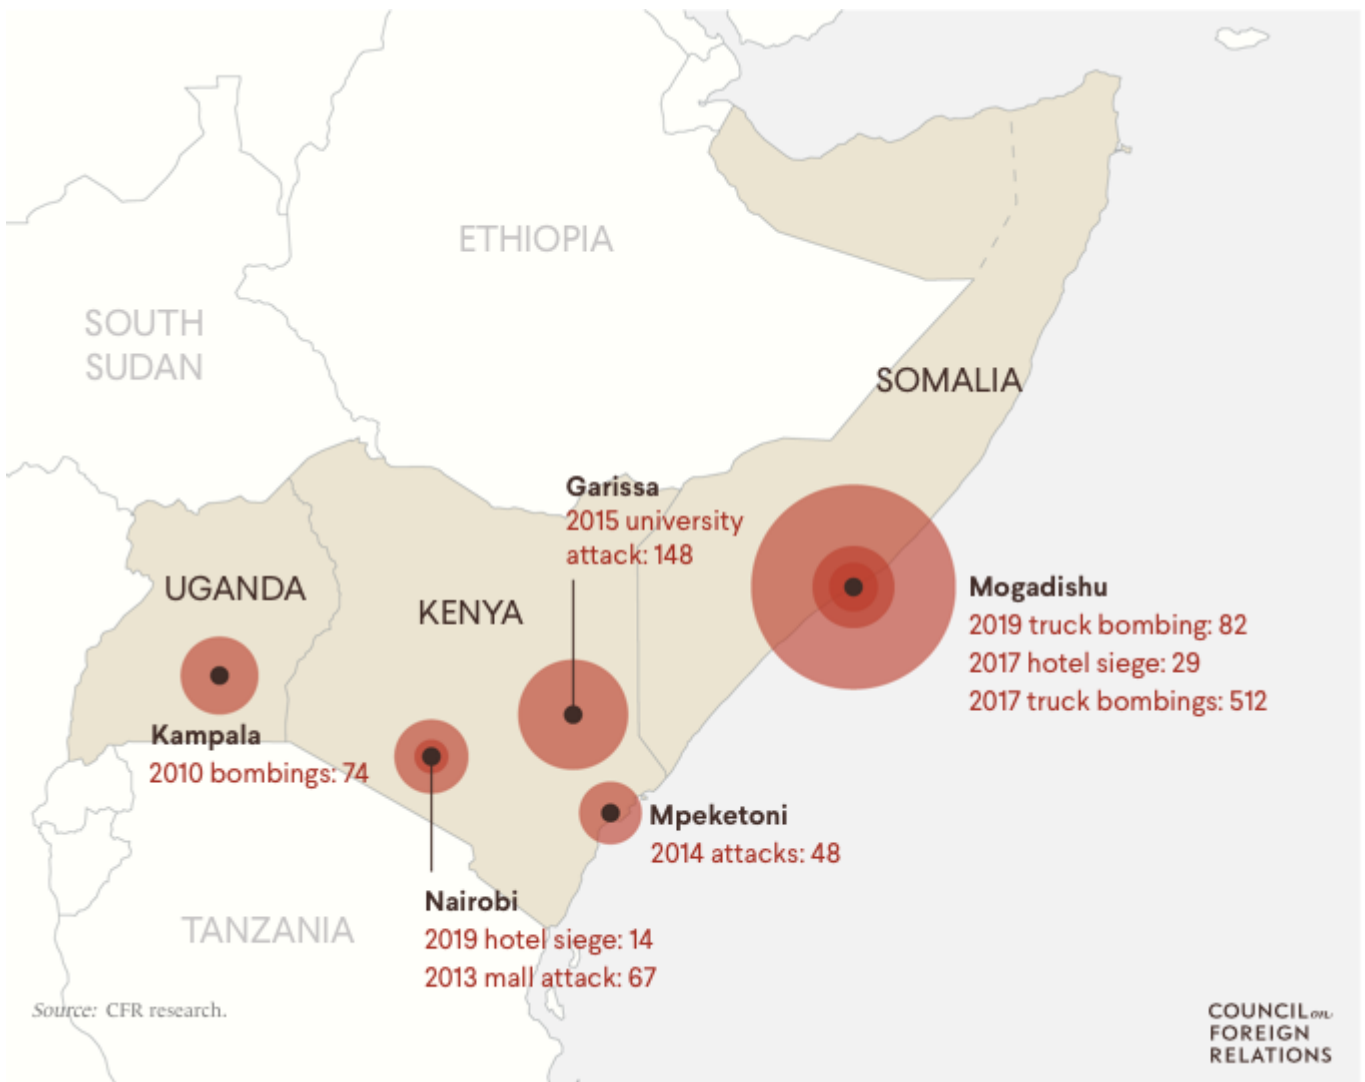 ETHIOPIA
SOUTH
SUDAN
SOMALIA
Garissa
2015 university
attack: 148
UGANDA
KENYA
Mogadishu
2019 truck bombing: 82
2017 hotel siege: 29
2017 truck bombings: 512
Kampala
2010 bombings: 74
Mpeketoni
2014 attacks: 48
Nairobi
2019 hotel siege: 14
2013 mall attack: 67
TANZANIA
Source: CFR research.
COUNCIL on
FOREIGN
RELATIONS